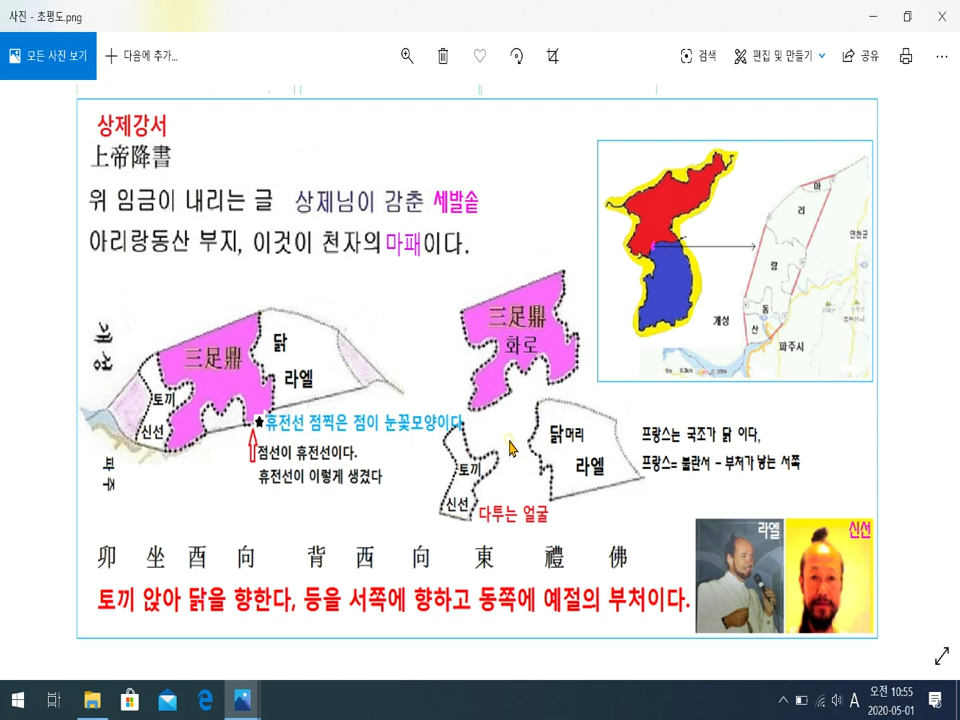 사진 - 초평도.png
모든 사진 보기
다음에 추가...
검색
편집 및 만들기
공유
상제강서
上帝降書
위 임금이 내리는 글 상제님이 감춘 세발솥
아리랑동산 부지, 이것이 천자의 마패이다.
아
리
랑
동
산
연천군
개성
파주시
개성
三足鼎
닭
라엘
토끼
신선
三足鼎
화로
★휴전선 점찍은 점이 눈꽃모양이다
점선이 휴전선이다.
휴전선이 이렇게 생겼다
닭머리
라엘
토끼
신선
다투는 얼굴
프랑스는 국조가 닭 이다,
프랑스= 불란서 - 부처가 낳는 서쪽
卯 坐 酉 向 背 西 向 東 禮 佛
토끼 앉아 닭을 향한다, 등을 서쪽에 향하고 동쪽에 예절의 부처이다.
라엘
신선
A
오전 10:55
2020-05-01